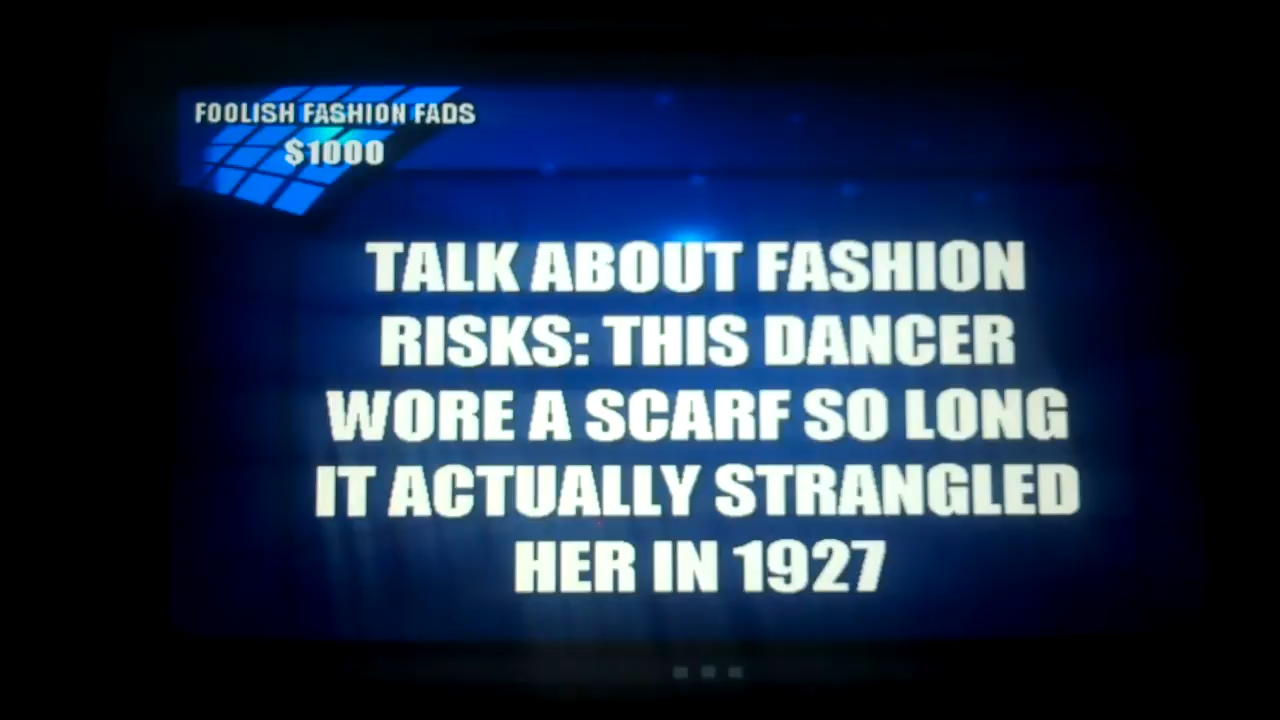 FOOLISH FASHION FADS
$1000
TALK ABOUT FASHION
RISKS: THIS DANCER
WORE A SCARF SO LONG
IT ACTUALLY STRANGLED
HER IN 1927